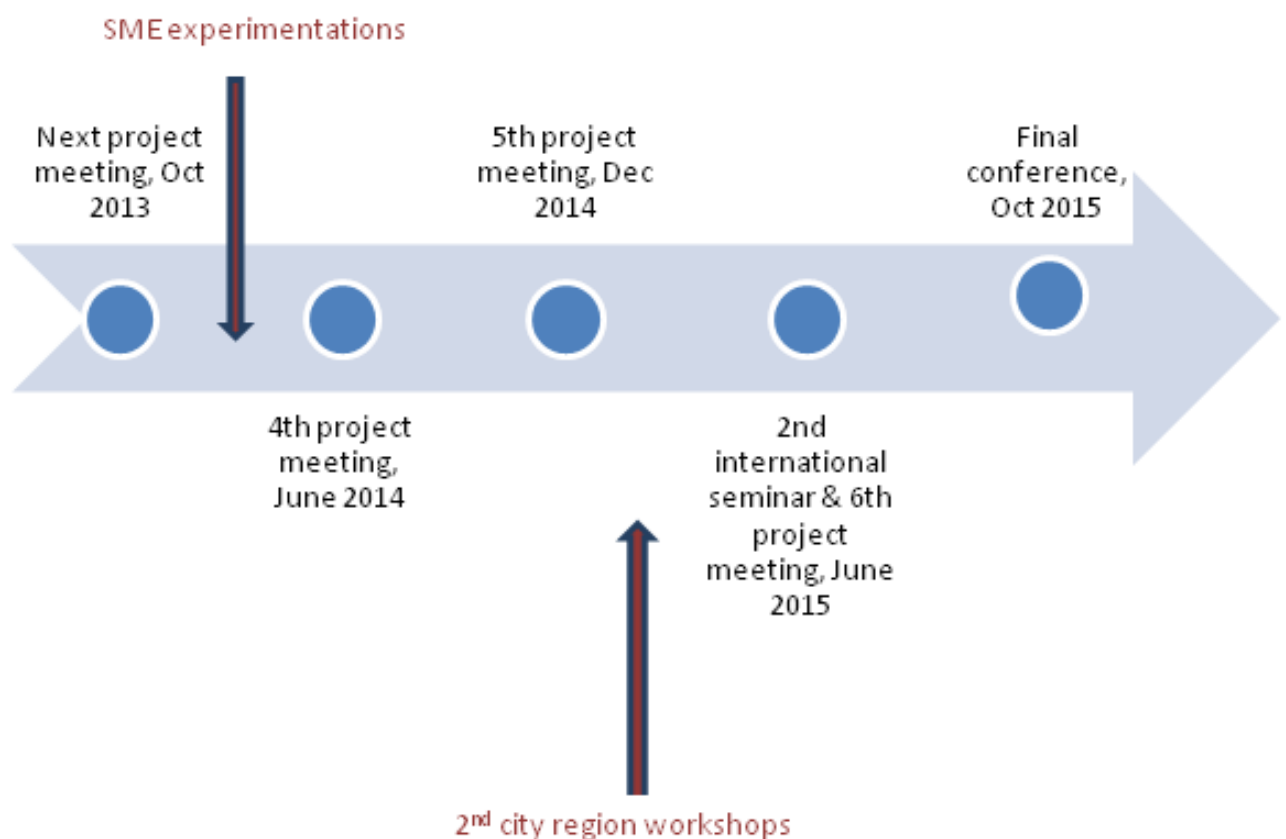 SME experimentations
Next project
meeting, Oct
2013
5th project
meeting, Dec
2014
Final
conference,
Oct 2015
4th project
meeting,
June 2014
2nd
international
seminar & 6th
project
meeting, June
2015
2nd city region workshops